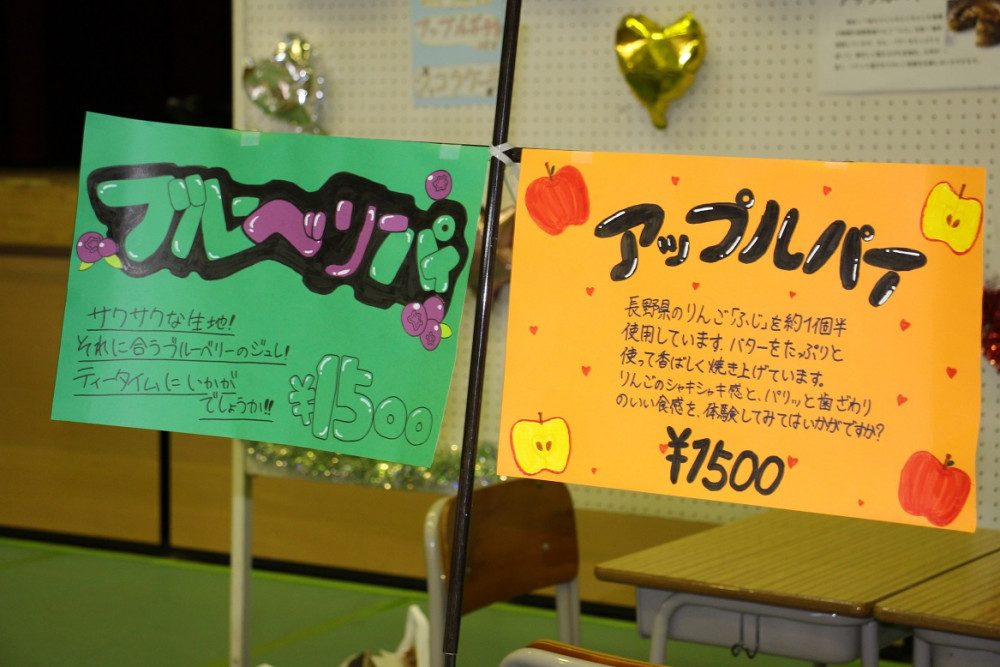 ブルーベリーパイ
サクサクな生地!
それに合うブルーベリーのジュレ!
ティータイムにいかが
でしょうか!!
¥1500
アップルパイ
長野県のりんご「ふじ」を約1個半
使用しています。バターをたっぷりと
使って香ばしく焼き上げています。
りんごのシャキシャキ感と、パリッと歯ざわり
のいい食感を、体験してみてはいかがですか?
¥1500